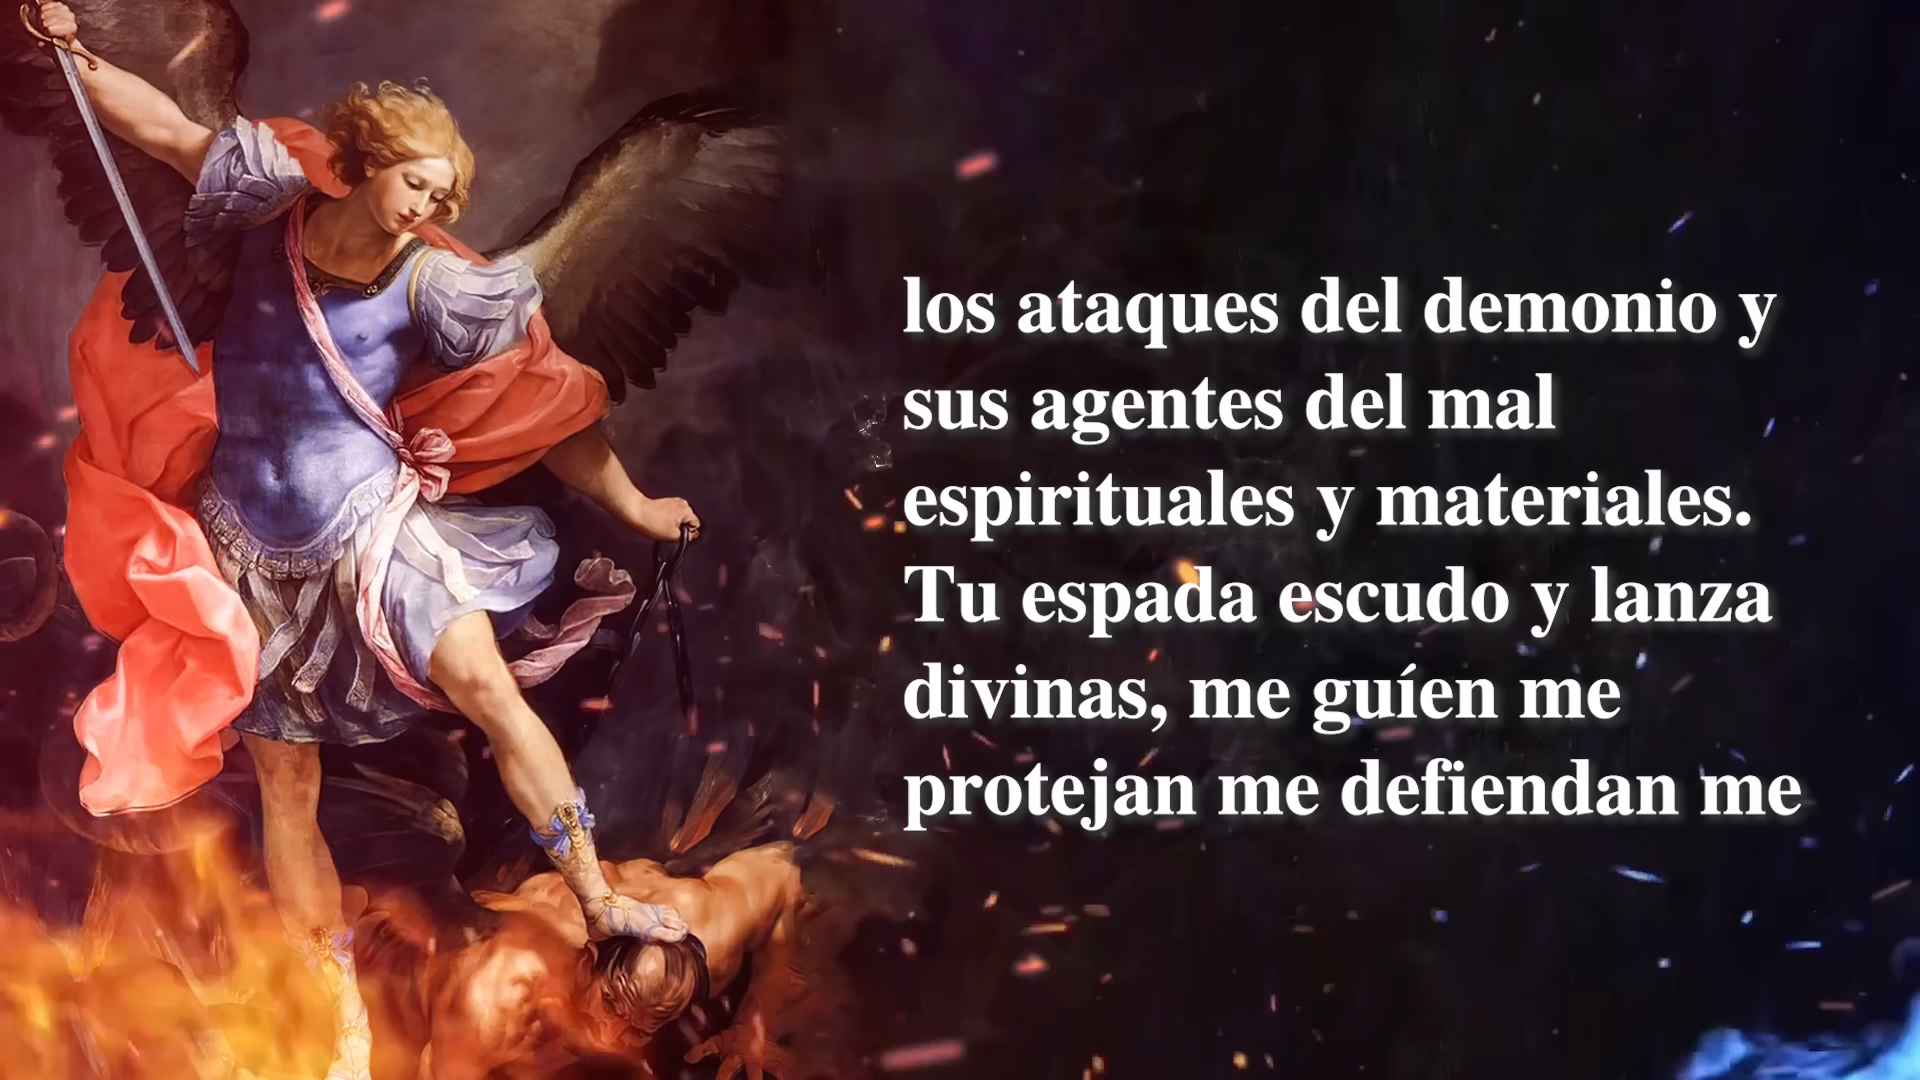 los ataques del demonio y
sus agentes del mal
espirituales y materiales.
Tu espada escudo y lanza
divinas, me guíen me
protejan me defiendan me